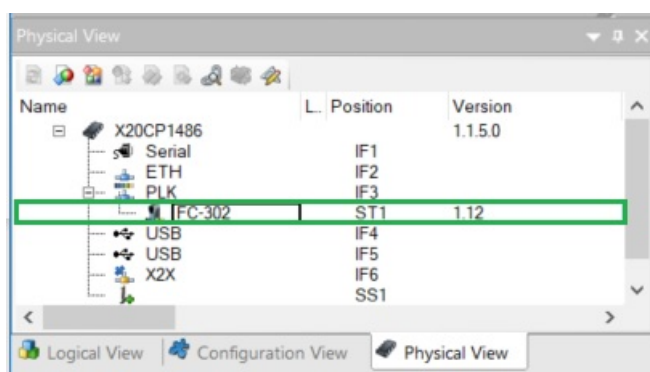 Physical View
Name L.. Position Version
X20CP1486 1.1.5.0
Serial IF1
ETH IF2
PLK IF3
FC-302 ST1 1.12
USB IF4
USB IF5
X2X IF6
SS1
Logical View Configuration View Physical View